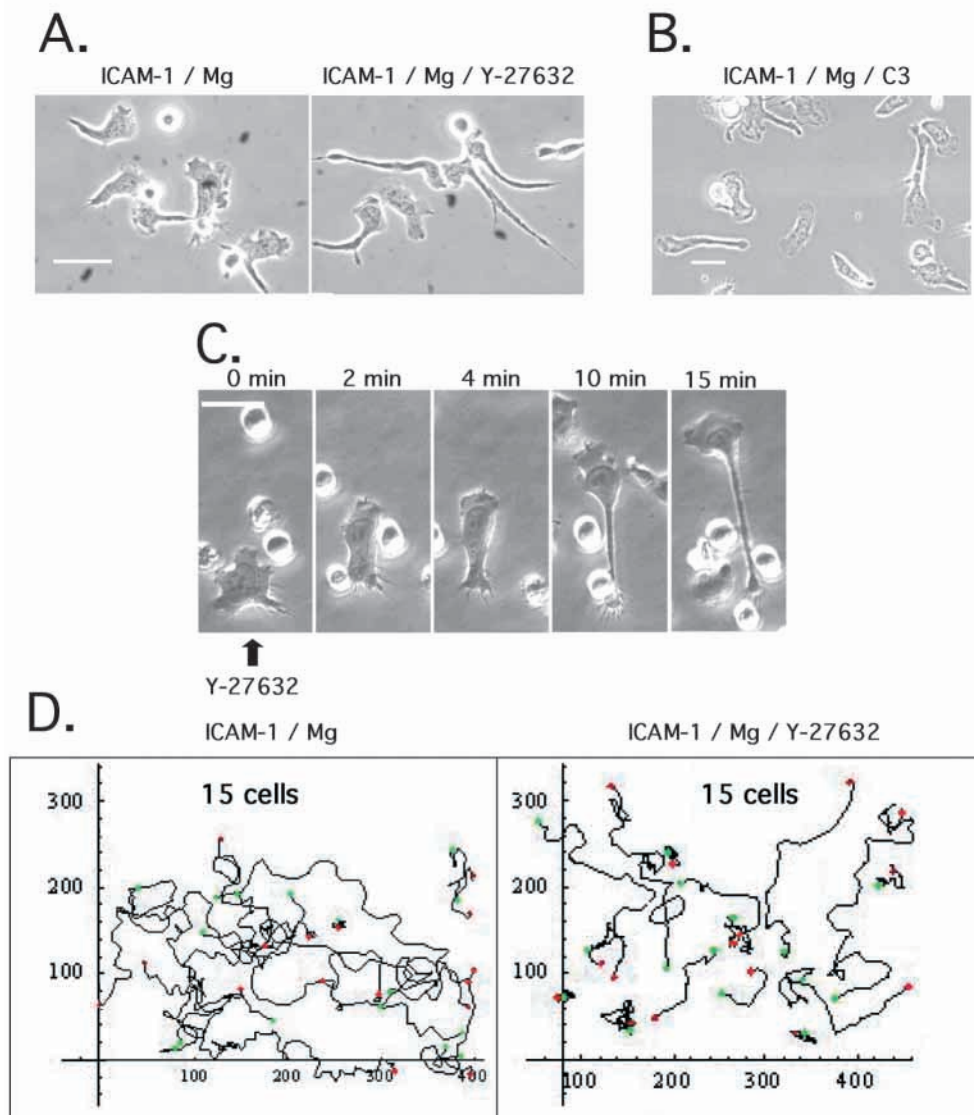 A.
B.
ICAM-1 / Mg
ICAM-1 / Mg / Y-27632
ICAM-1 / Mg / C3
C.
0 min
2 min
4 min
10 min
15 min
Y-27632
D.
ICAM-1 / Mg
ICAM-1 / Mg / Y-27632
15 cells
300
200
100
0
100
200
300
400
15 cells
300
200
100
0
100
200
300
400